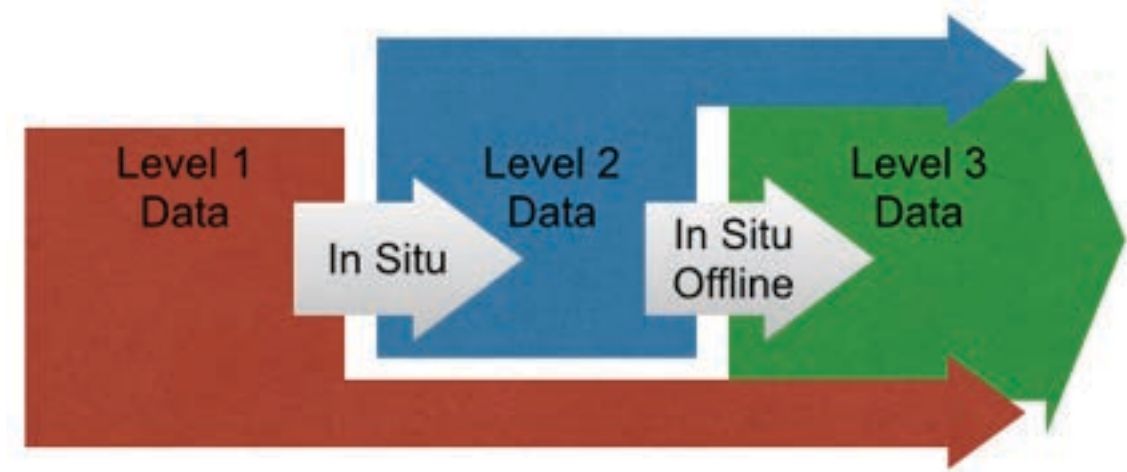 Level 1
Data
In Situ
Level 2
Data
In Situ
Offline
Level 3
Data